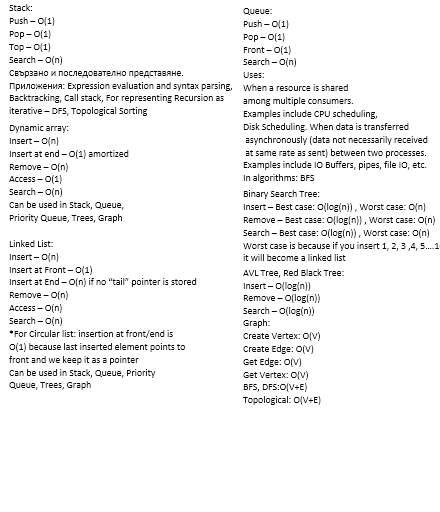 Stack:
Push – O(1)
Pop – O(1)
Top – O(1)
Search – O(n)
Свързано и последователно представяне.
Приложения: Expression evaluation and syntax parsing,
Backtracking, Call stack, For representing Recursion as
iterative – DFS, Topological Sorting
Dynamic array:
Insert – O(n)
Insert at end – O(1) amortized
Remove – O(n)
Access – O(1)
Search – O(n)
Can be used in Stack, Queue,
Priority Queue, Trees, Graph
Linked List:
Insert – O(n)
Insert at Front – O(1)
Insert at End – O(n) if no “tail” pointer is stored
Remove – O(n)
Access – O(n)
Search – O(n)
*For Circular list: insertion at front/end is
O(1) because last inserted element points to
front and we keep it as a pointer
Can be used in Stack, Queue, Priority
Queue, Trees, Graph
Queue:
Push – O(1)
Pop – O(1)
Front – O(1)
Search – O(n)
Uses:
When a resource is shared
among multiple consumers.
Examples include CPU scheduling,
Disk Scheduling. When data is transferred
asynchronously (data not necessarily received
at same rate as sent) between two processes.
Examples include IO Buffers, pipes, file IO, etc.
In algorithms: BFS
Binary Search Tree:
Insert – Best case: O(log(n)) , Worst case: O(n)
Remove – Best case: O(log(n)) , Worst case: O(n)
Search – Best case: O(log(n)) , Worst case: O(n)
Worst case is because if you insert 1, 2, 3 ,4, 5....1
it will become a linked list
AVL Tree, Red Black Tree:
Insert – O(log(n))
Remove – O(log(n))
Search – O(log(n))
Graph:
Create Vertex: O(V)
Create Edge: O(V)
Get Edge: O(V)
Get Vertex: O(V)
BFS, DFS:O(V+E)
Topological: O(V+E)